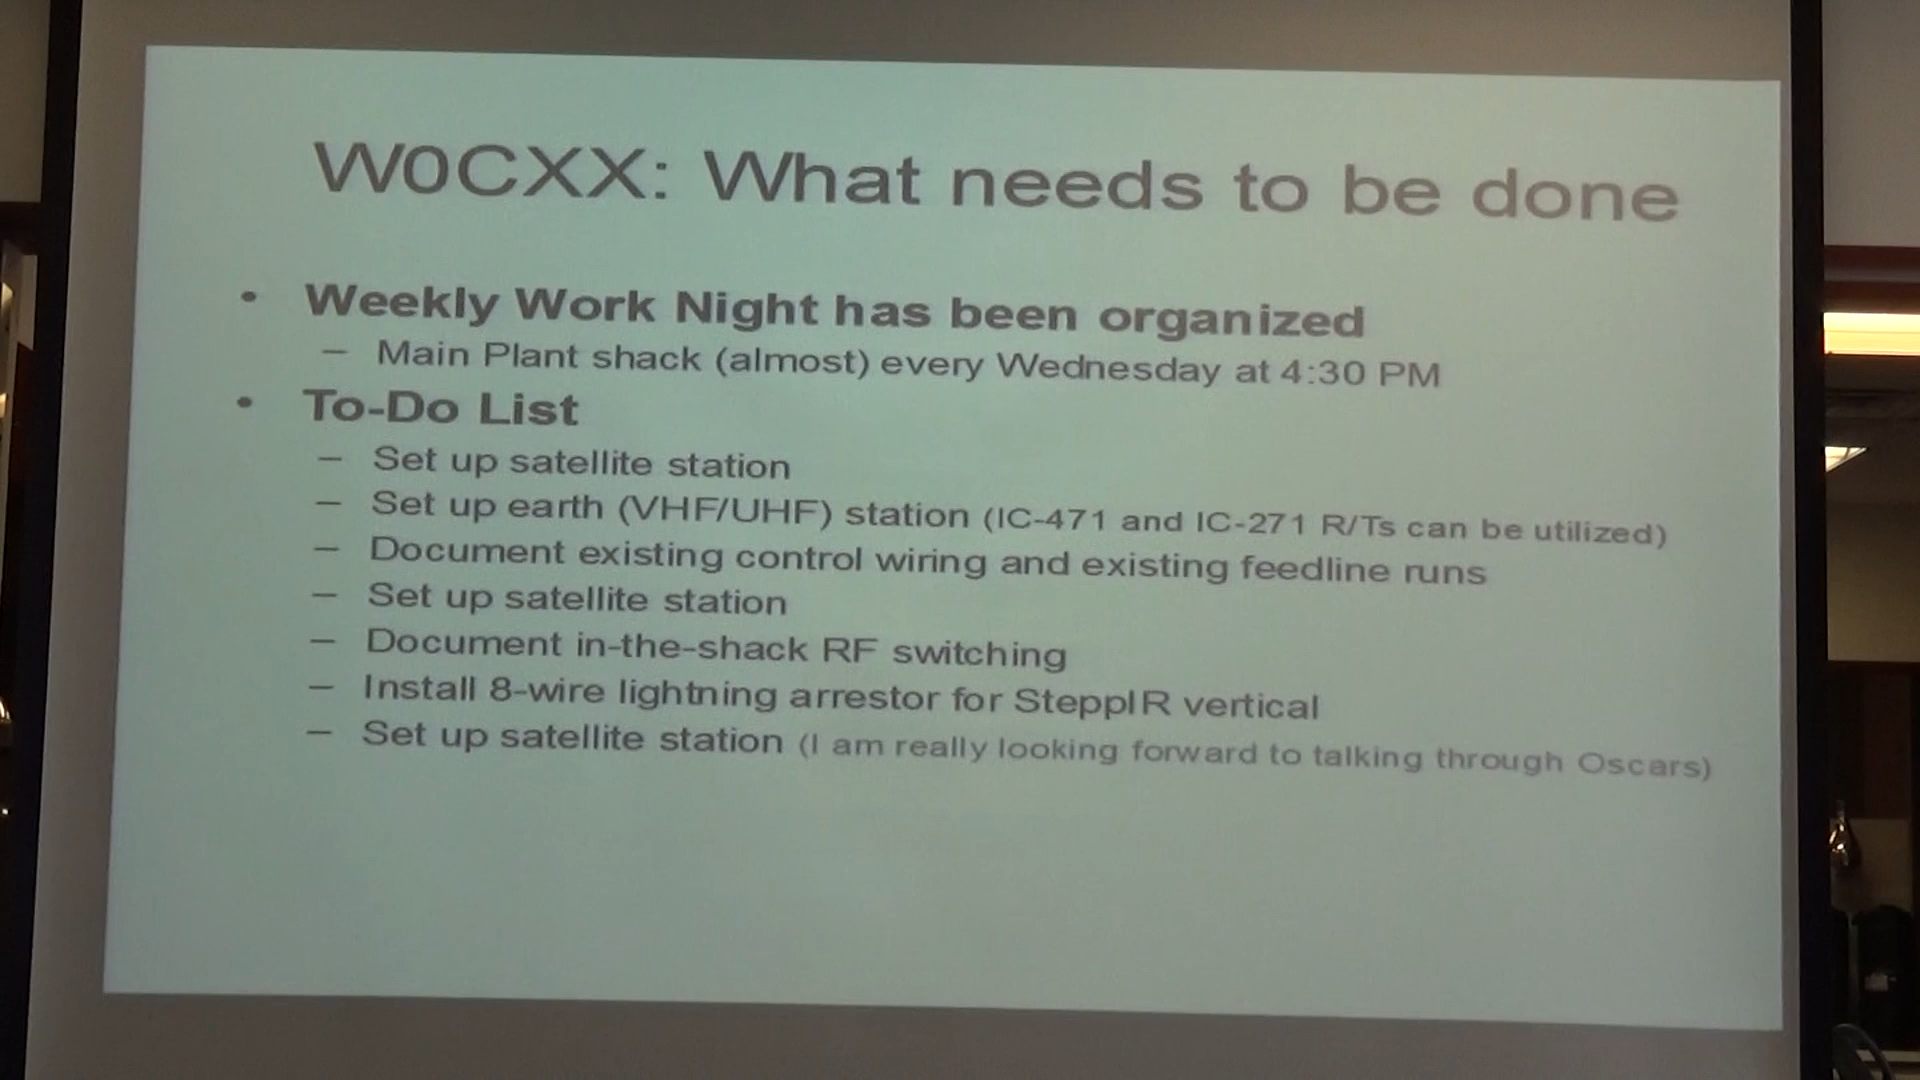 W0CXX: What needs to be done
• Weekly Work Night has been organized
– Main Plant shack (almost) every Wednesday at 4:30 PM
• To-Do List
– Set up satellite station
– Set up earth (VHF/UHF) station (IC-471 and IC-271 R/Ts can be utilized)
– Document existing control wiring and existing feedline runs
– Set up satellite station
– Document in-the-shack RF switching
– Install 8-wire lightning arrestor for SteppIR vertical
– Set up satellite station (I am really looking forward to talking through Oscars)